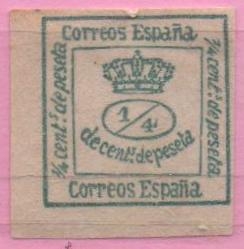 Correos España
¼ cent.s de peseta
¼ cent.s de peseta
1/4
de cent.s de peseta
Correos España